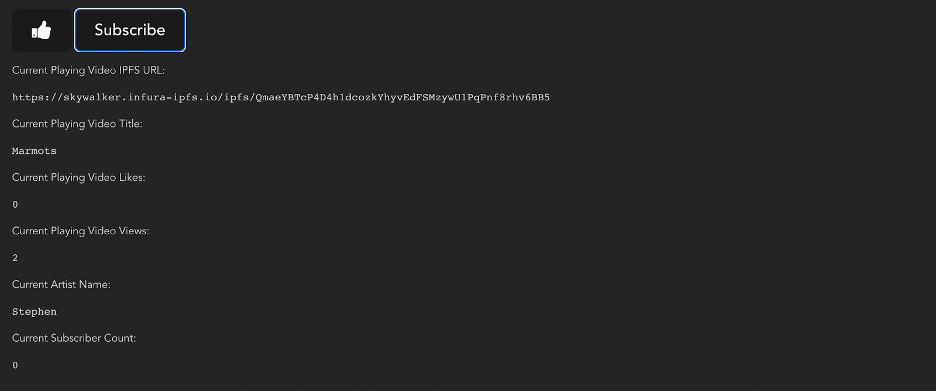 Subscribe
Current Playing Video IPFS URL:
https://skywalker.infura-ipfs.io/ipfs/QmaeYBTcP4D4h1dcozkYhyvEdFSMzywU1PqPnf8rhv6BB5
Current Playing Video Title:
Marmots
Current Playing Video Likes:
0
Current Playing Video Views:
2
Current Artist Name:
Stephen
Current Subscriber Count:
0